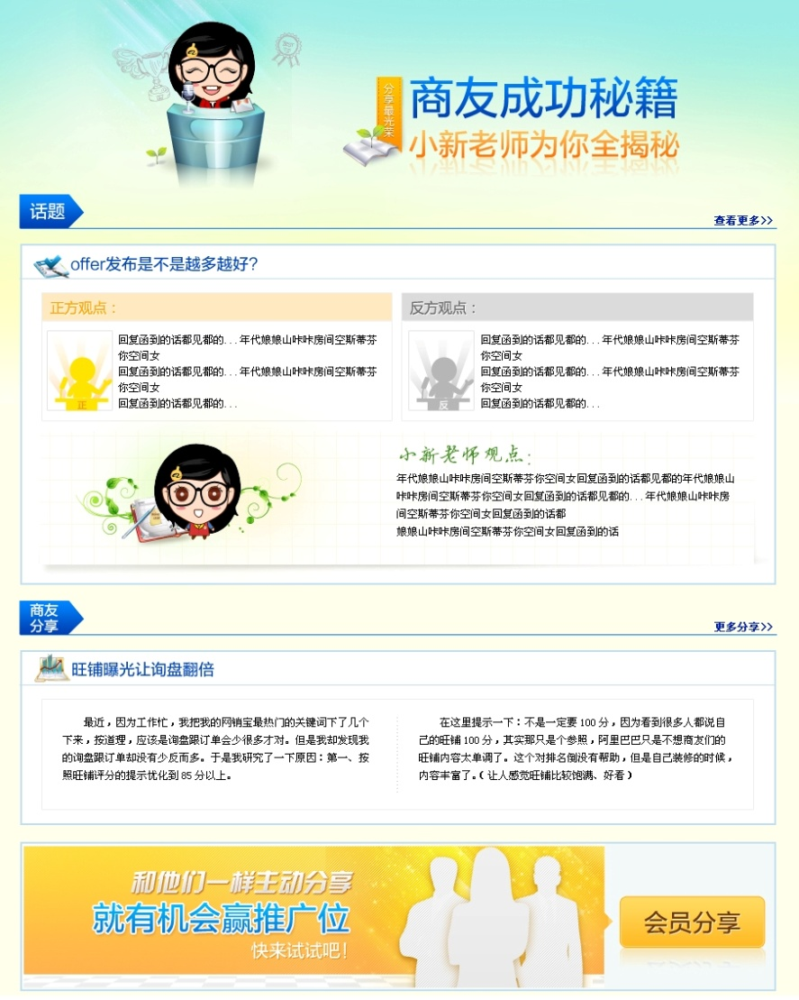 分享最光荣
商友成功秘籍
小新老师为你全揭秘
话题
查看更多>>
offer发布是不是越多越好?
正方观点：
回复函到的话都见都的...年代娘娘山咔咔房间空斯蒂芬
你空间女
回复函到的话都见都的...年代娘娘山咔咔房间空斯蒂芬
你空间女
回复函到的话都见都的...
正
反方观点：
回复函到的话都见都的...年代娘娘山咔咔房间空斯蒂芬
你空间女
回复函到的话都见都的...年代娘娘山咔咔房间空斯蒂芬
你空间女
回复函到的话都见都的...
反
小新老师观点：
年代娘娘山咔咔房间空斯蒂芬你空间女回复函到的话都见都的年代娘娘山
咔咔房间空斯蒂芬你空间女回复函到的话都见都的...年代娘娘山咔咔房
间空斯蒂芬你空间女回复函到的话都
娘娘山咔咔房间空斯蒂芬你空间女回复函到的话
商友
分享
更多分享>>
旺铺曝光让询盘翻倍
最近，因为工作忙，我把我的网销宝最热门的关键词下了几个
下来，按道理，应该是询盘跟订单会少很多才对。但是我却发现我
的询盘跟订单却没有少反而多。于是我研究了一下原因：第一、按
照旺铺评分的提示优化到 85 分以上。
在这里提示一下：不是一定要 100 分，因为看到很多人都说自
己的旺铺 100 分，其实那只是个参照，阿里巴巴只是不想商友们的
旺铺内容太单调了。这个对排名倒没有帮助，但是自己装修的时候，
内容丰富了。（让人感觉旺铺比较饱满、好看）
和他们一样主动分享
就有机会赢推广位
快来试试吧!
会员分享